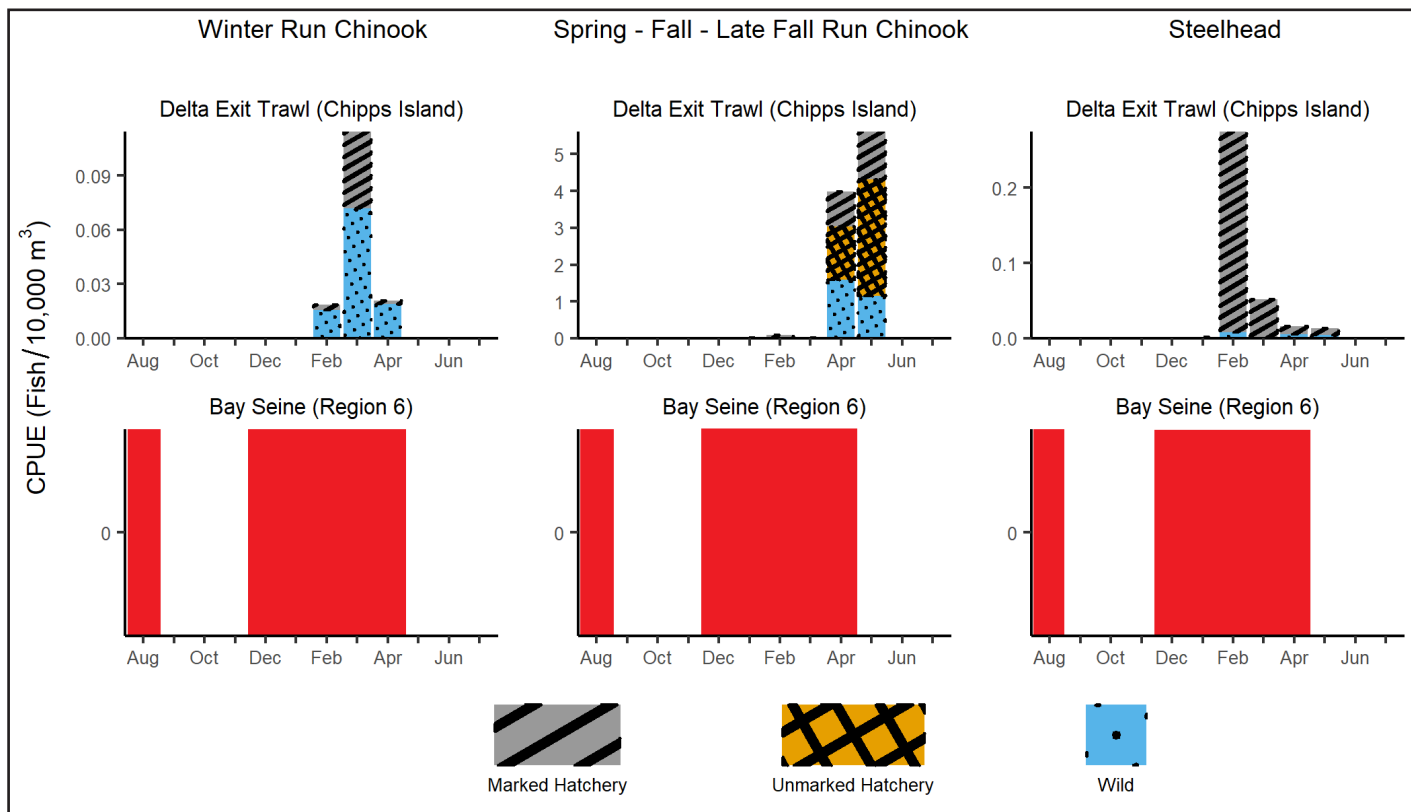 Winter Run Chinook
Spring - Fall - Late Fall Run Chinook
Steelhead
Delta Exit Trawl (Chipps Island)
Delta Exit Trawl (Chipps Island)
Delta Exit Trawl (Chipps Island)
CPUE (Fish/10,000 m³)
0.09
0.06
0.03
0.00
Aug Oct Dec Feb Apr Jun
5
4
3
2
1
0
Aug Oct Dec Feb Apr Jun
0.2
0.1
0.0
Aug Oct Dec Feb Apr Jun
Bay Seine (Region 6)
Bay Seine (Region 6)
Bay Seine (Region 6)
0
Aug Oct Dec Feb Apr Jun
0
Aug Oct Dec Feb Apr Jun
0
Aug Oct Dec Feb Apr Jun
Marked Hatchery
Unmarked Hatchery
Wild